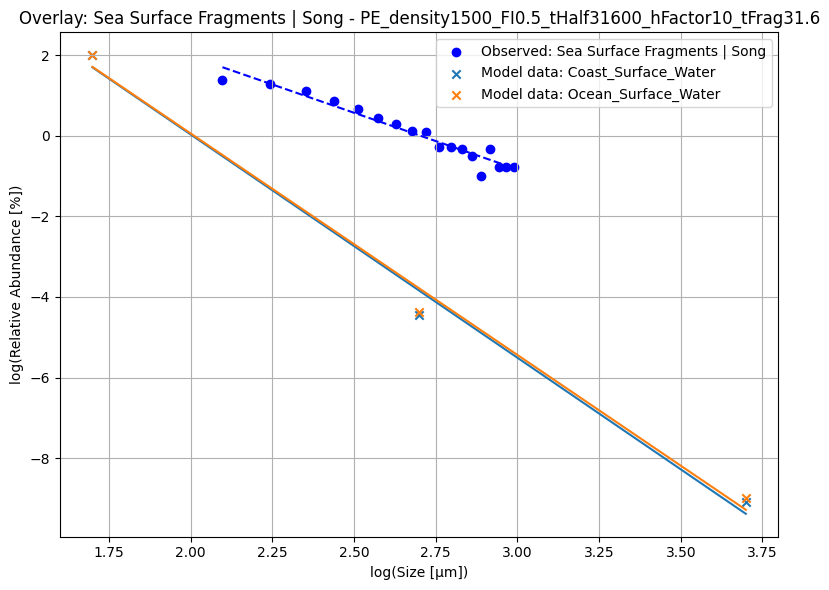 Overlay: Sea Surface Fragments | Song - PE_density1500_FI0.5_tHalf31600_hFactor10_tFrag31.6
Observed: Sea Surface Fragments | Song
Model data: Coast_Surface_Water
Model data: Ocean_Surface_Water
log(Relative Abundance [%])
2
0
−2
−4
−6
−8
1.75 2.00 2.25 2.50 2.75 3.00 3.25 3.50 3.75
log(Size [μm])